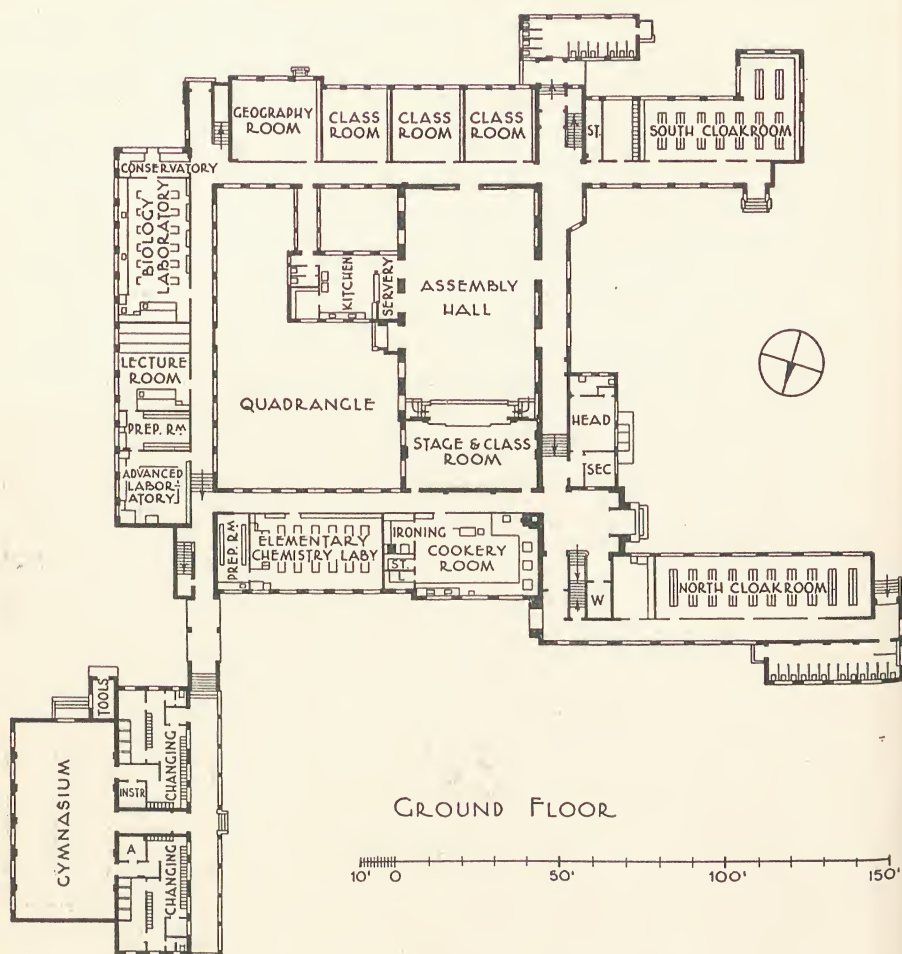 GEOGRAPHY
ROOM
CLASS
ROOM
CLASS
ROOM
CLASS
ROOM
ST.
SOUTH CLOAKROOM
CONSERVATORY
BIOLOGY
LABORATORY
KITCHEN
SERVERY
ASSEMBLY
HALL
LECTURE
ROOM
QUADRANGLE
HEAD
PREP. RM.
STAGE & CLASS
ROOM
SEC
ADVANCED
LABOR-
ATORY
PREP. RM
ELEMENTARY
CHEMISTRY LABY
IRONING
COOKERY
ROOM
ST.
L.
W
NORTH CLOAKROOM
TOOLS
CHANGING
INSTR
GYMNASIUM
A
CHANGING
GROUND FLOOR
10' 0 50' 100' 150'